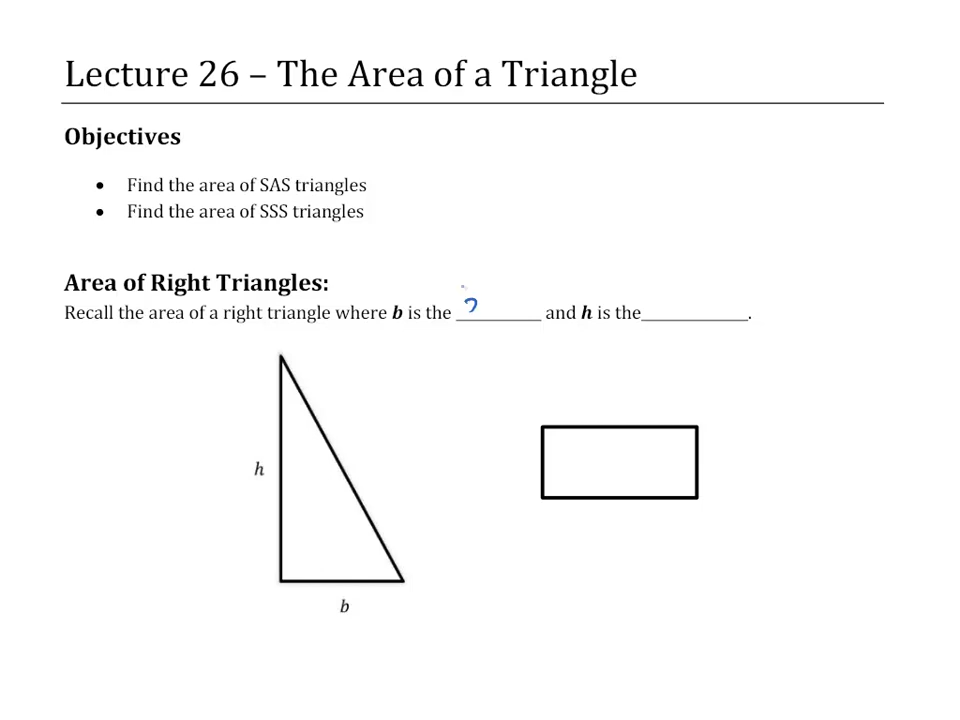 Lecture 26 – The Area of a Triangle
Objectives
• Find the area of SAS triangles
• Find the area of SSS triangles
Area of Right Triangles:
Recall the area of a right triangle where b is the __________ and h is the_____________.
h
b